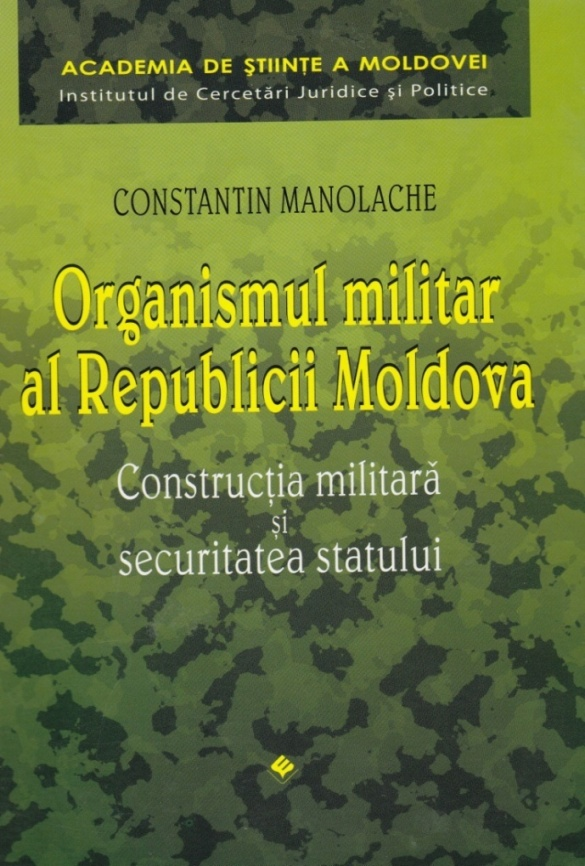 ACADEMIA DE ŞTIINŢE A MOLDOVEI
Institutul de Cercetări Juridice şi Politice
CONSTANTIN MANOLACHE
Organismul militar
al Republicii Moldova
Construcţia militară
şi
securitatea statului